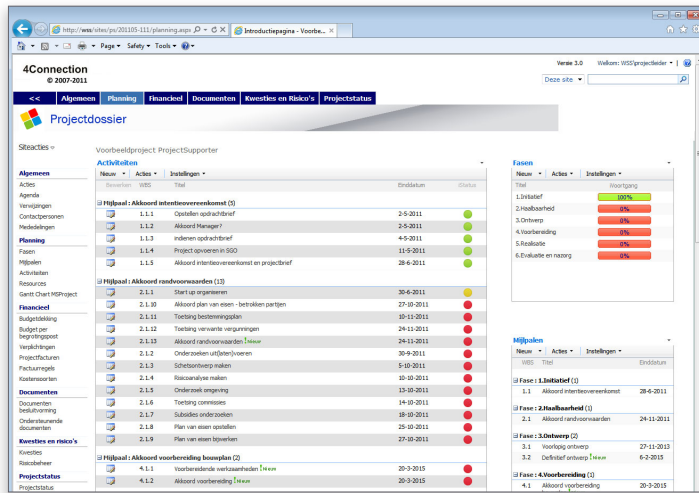 http://wss/sites/ps/201105-111/planning.aspx
Introductiepagina - Voorbe...
Page Safety Tools
4Connection
© 2007-2011
Versie 3.0 Welkom: WSS\projectleider
Deze site
<< Algemeen Planning Financieel Documenten Kwesties en Risico's Projectstatus
Projectdossier
Siteacties
Voorbeeldproject ProjectSupporter
Algemeen
Acties
Agenda
Verwijzingen
Contactpersonen
Mededelingen
Planning
Fasen
Mijlpalen
Activiteiten
Resources
Gantt Chart MSProject
Financieel
Budgetdekking
Budget per
begrotingspost
Verplichtingen
Projectfacturen
Factuurregels
Kostensoorten
Documenten
Documenten
besluitvorming
Ondersteunende
documenten
Kwesties en risico's
Kwesties
Risicobeheer
Projectstatus
Projectstatus
Activiteiten
Nieuw Acties Instellingen
Bewerken WBS Titel Einddatum iStatus
Mijlpaal : Akkoord intentieovereenkomst (5)
1.1.1 Opstellen opdrachtbrief 2-5-2011
1.1.2 Akkoord Manager? 2-5-2011
1.1.3 indienen opdrachtbrief 4-5-2011
1.1.4 Project opvoeren in SGO 11-5-2011
1.1.5 Akkoord intentieovereenkomst en projectbrief 28-6-2011
Mijlpaal : Akkoord randvoorwaarden (13)
2.1.1 Start up organiseren 30-6-2011
2.1.10 Akkoord plan van eisen - betrokken partijen 27-10-2011
2.1.11 Toetsing bestemmingsplan 10-11-2011
2.1.12 Toetsing verwante vergunningen 24-11-2011
2.1.13 Akkoord randvoorwaarden Nieuw 24-11-2011
2.1.2 Onderzoeken uit(laten)voeren 30-9-2011
2.1.3 Schetsontwerp maken 5-10-2011
2.1.4 Risicoanalyse maken 10-10-2011
2.1.5 Onderzoek omgeving 13-10-2011
2.1.6 Toetsing commissies 14-10-2011
2.1.7 Subsidies onderzoeken 18-10-2011
2.1.8 Plan van eisen opstellen 25-10-2011
2.1.9 Plan van eisen bijwerken 27-10-2011
Mijlpaal : Akkoord voorbereiding bouwplan (2)
4.1.1 Voorbereidende werkzaamheden Nieuw 20-3-2015
4.1.2 Akkoord voorbereiding Nieuw 20-3-2015
Fasen
Nieuw Acties Instellingen
Titel Voortgang
1.Initiatief 100%
2.Haalbaarheid 0%
3.Ontwerp 0%
4.Voorbereiding 0%
5.Realisatie 0%
6.Evaluatie en nazorg 0%
Mijlpalen
Nieuw Acties Instellingen
WBS Titel Einddatum
Fase : 1.Initiatief (1)
1.1 Akkoord intentieovereenkomst 28-6-2011
Fase : 2.Haalbaarheid (1)
2.1 Akkoord randvoorwaarden 24-11-2011
Fase : 3.Ontwerp (2)
3.1 Voorlopig ontwerp 27-11-2013
3.2 Definitief ontwerp Nieuw 6-2-2015
Fase : 4.Voorbereiding (1)
4.1 Akkoord voorbereiding 20-3-2015